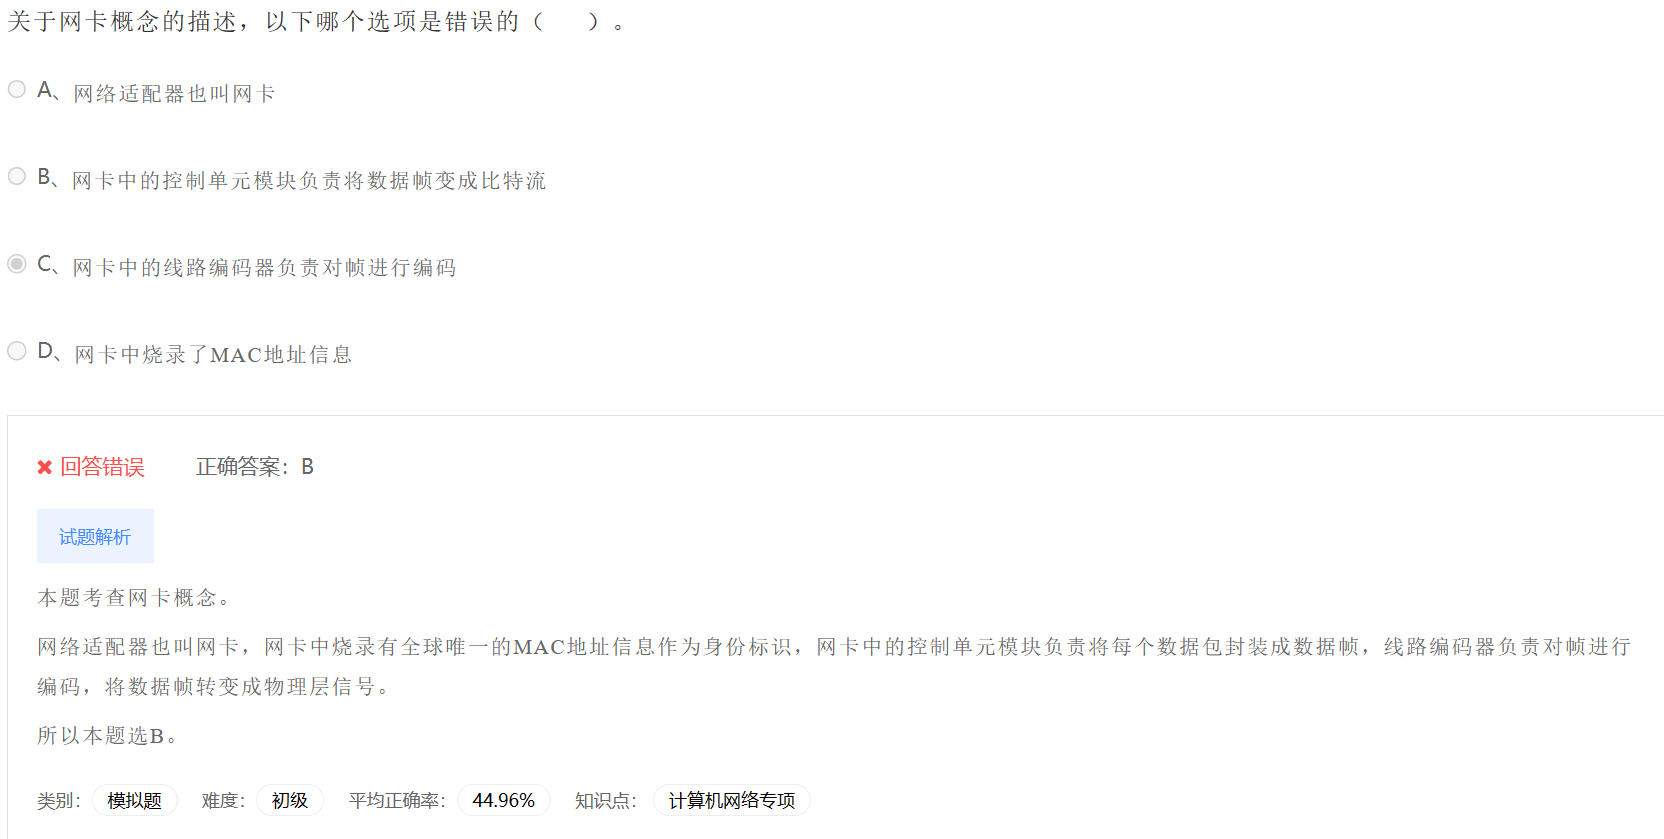 关于网卡概念的描述，以下哪个选项是错误的（　　）。
A、网络适配器也叫网卡
B、网卡中的控制单元模块负责将数据帧变成比特流
C、网卡中的线路编码器负责对帧进行编码
D、网卡中烧录了MAC地址信息
回答错误 正确答案：B
试题解析
本题考查网卡概念。
网络适配器也叫网卡，网卡中烧录有全球唯一的MAC地址信息作为身份标识，网卡中的控制单元模块负责将每个数据包封装成数据帧，线路编码器负责对帧进行
编码，将数据帧转变成物理层信号。
所以本题选B。
类别： 模拟题 难度： 初级 平均正确率： 44.96% 知识点： 计算机网络专项